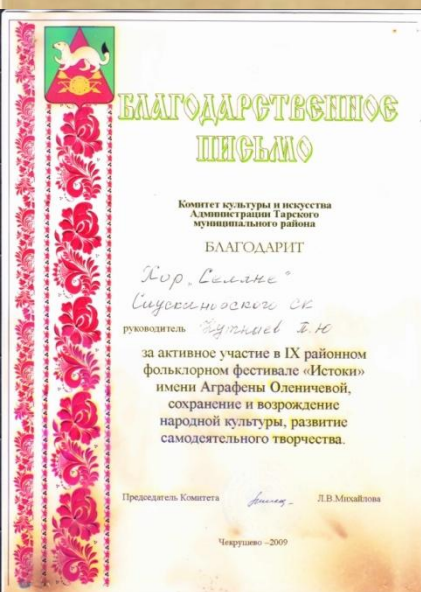 БЛАГОДАРСТВЕННОЕ
ПИСЬМО
Комитет культуры и искусства
Администрации Тарского
муниципального района
БЛАГОДАРИТ
Хор „Селяне"
СК
руководитель Т.Ю
за активное участие в IX районном
фольклорном фестивале «Истоки»
имени Аграфены Оленичевой,
сохранение и возрождение
народной культуры, развитие
самодеятельного творчества.
Председатель Комитета Л.В.Михайлова
Чекрушево –2009